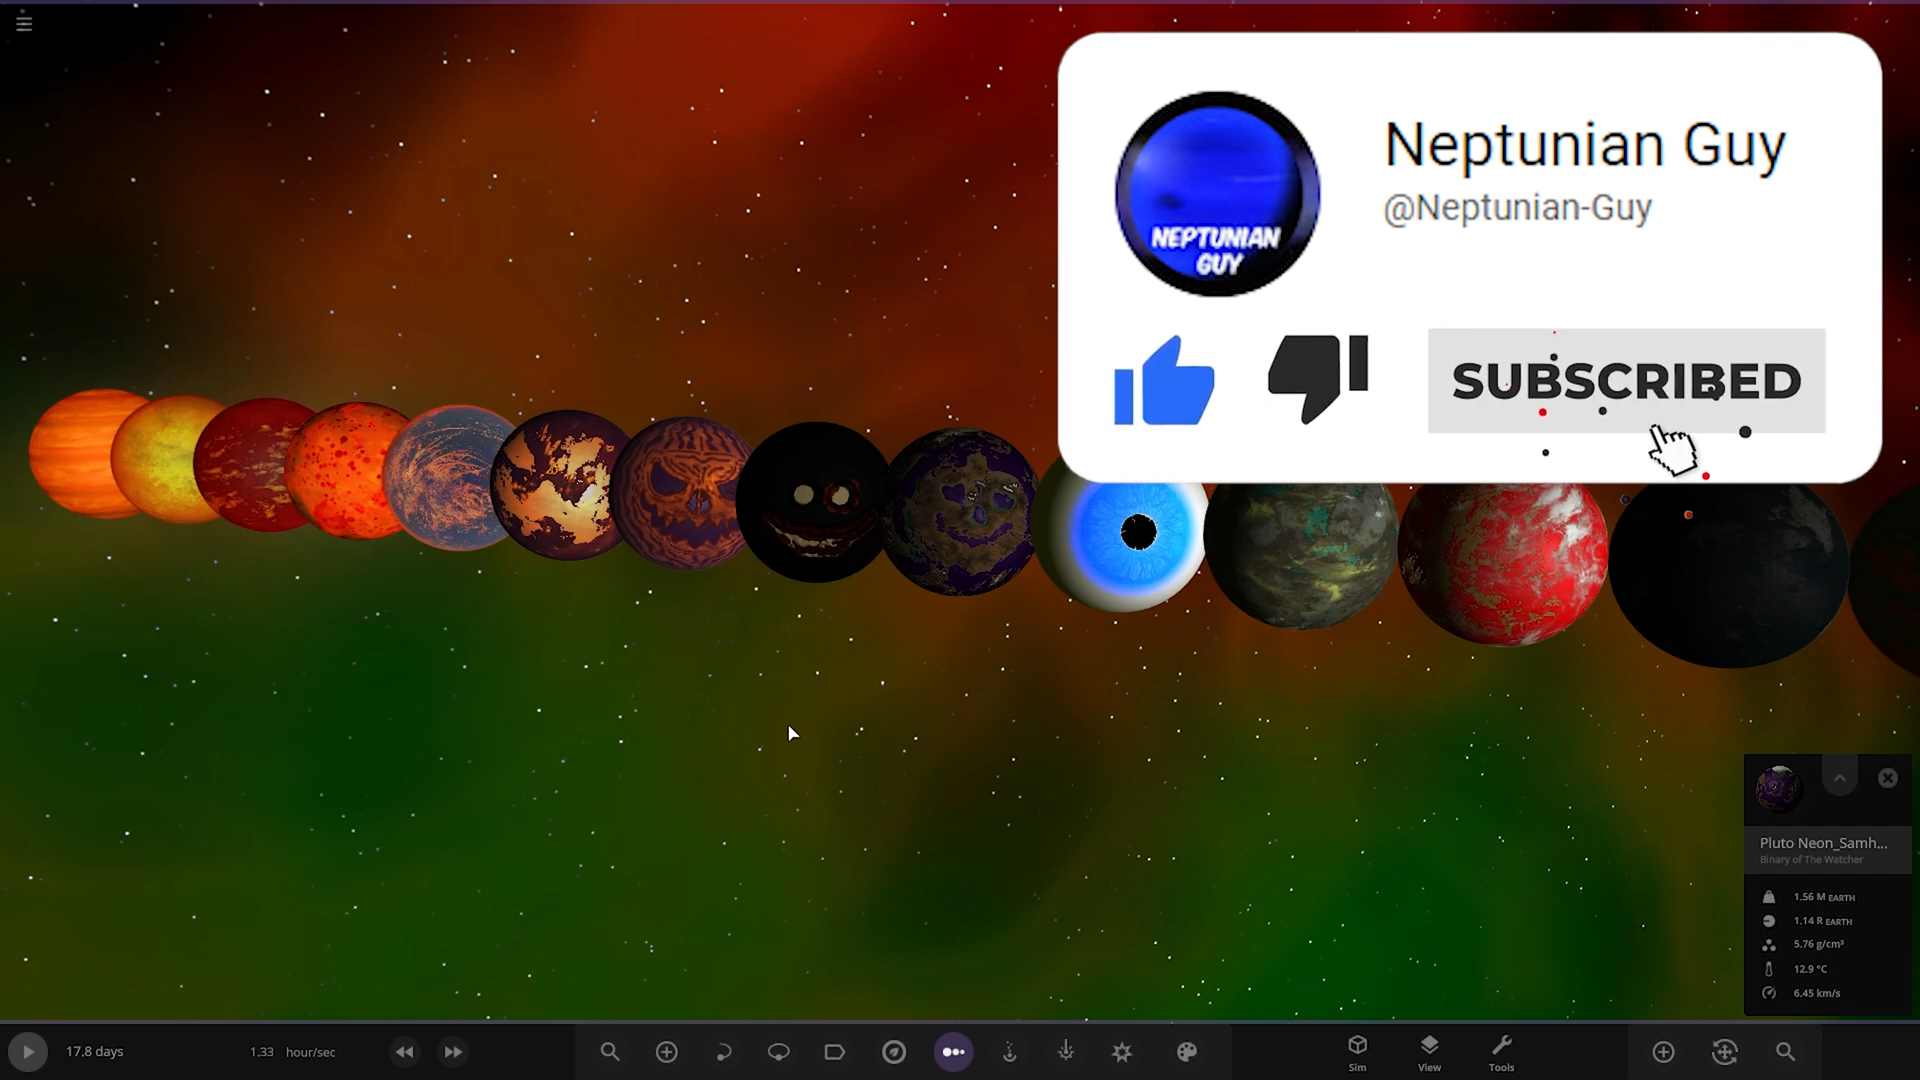 Neptunian Guy
@Neptunian-Guy
NEPTUNIAN
GUY
SUBSCRIBED
Pluto Neon_Samh...
Binary of The Watcher
1.56 M EARTH
1.14 R EARTH
5.76 g/cm³
12.9 °C
6.45 km/s
17.8 days
1.33 hour/sec
Sim
View
Tools